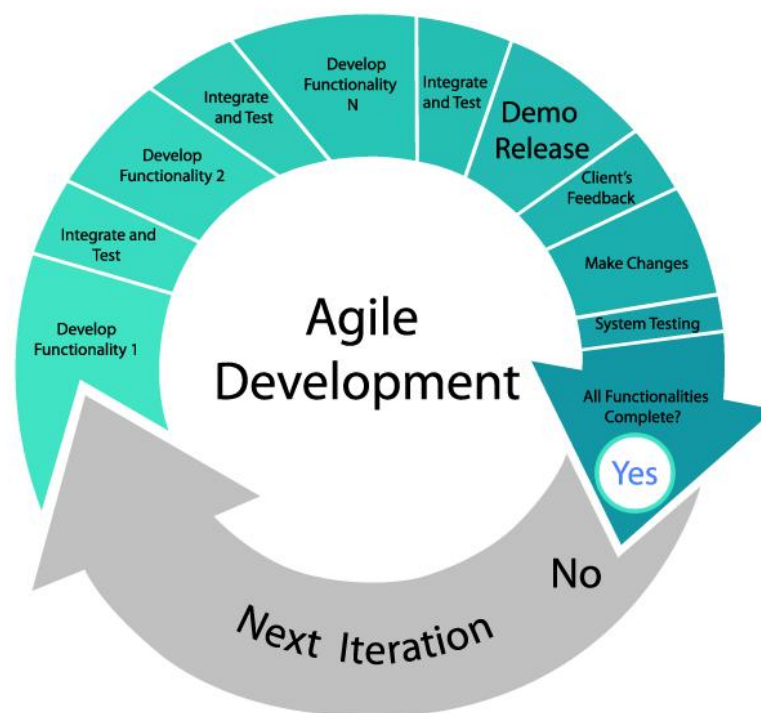 Develop
Functionality 1
Integrate and
Test
Develop
Functionality 2
Integrate
and Test
Develop
Functionality
N
Integrate
and Test
Demo
Release
Client's
Feedback
Make Changes
System Testing
All Functionalities
Complete?
Yes
No
Next Iteration
Agile
Development